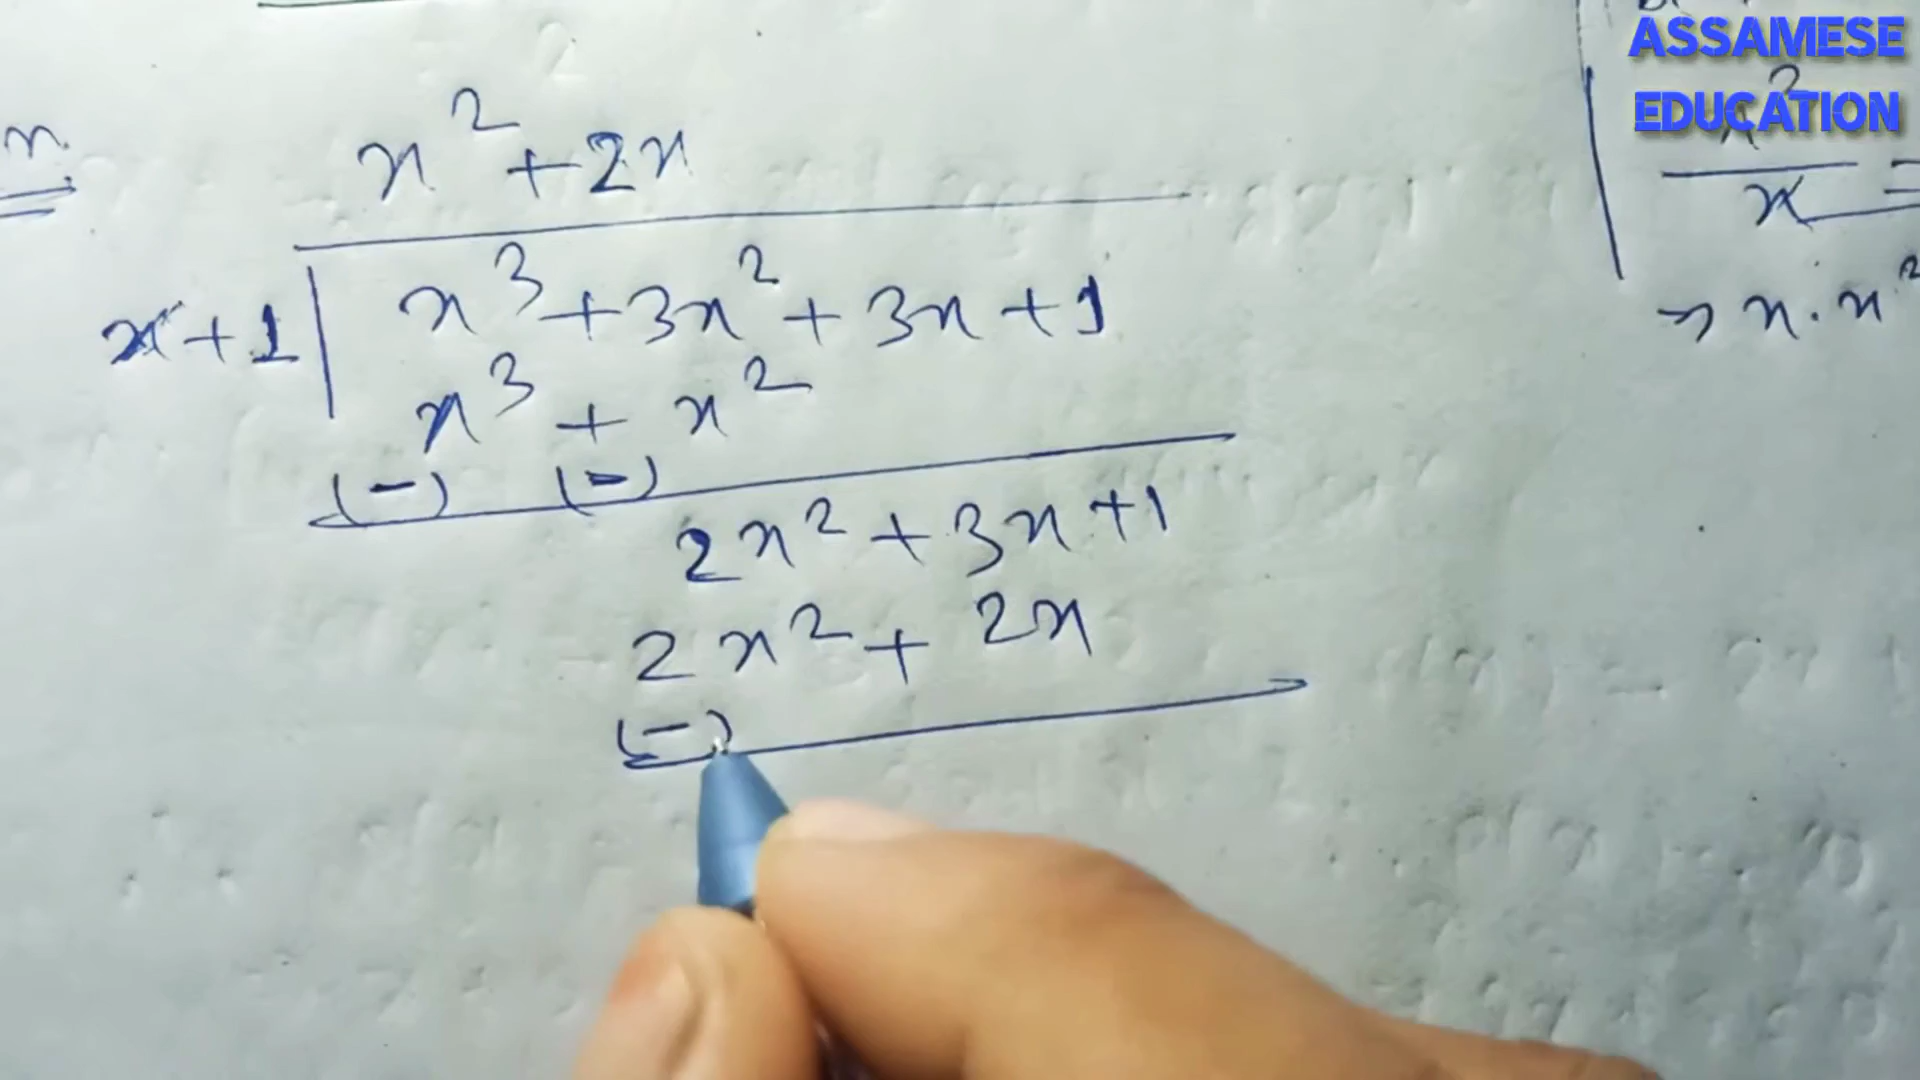 ASSAMESE
EDUCATION
x² + 2x
x + 1 | x³ + 3x² + 3x + 1
x³ + x²
(-) (-)
2x² + 3x + 1
2x² + 2x
(-)
x =
→ x . x²